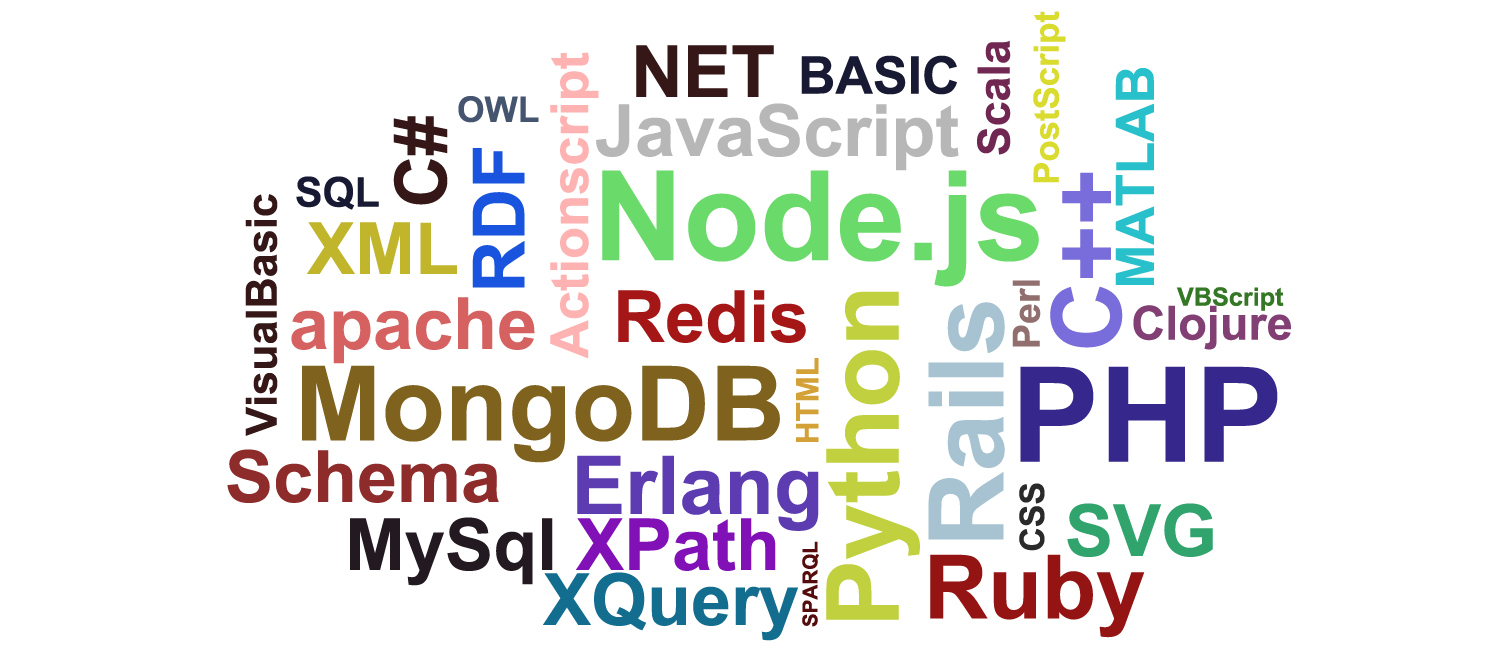 NET
BASIC
Scala
PostScript
OWL
Actionscript
JavaScript
MATLAB
C#
SQL
RDF
Node.js
C++
VisualBasic
XML
apache
Redis
Perl
VBScript
Clojure
MongoDB
HTML
Python
Rails
PHP
Schema
Erlang
CSS
SVG
MySql
XPath
SPARQL
XQuery
Ruby